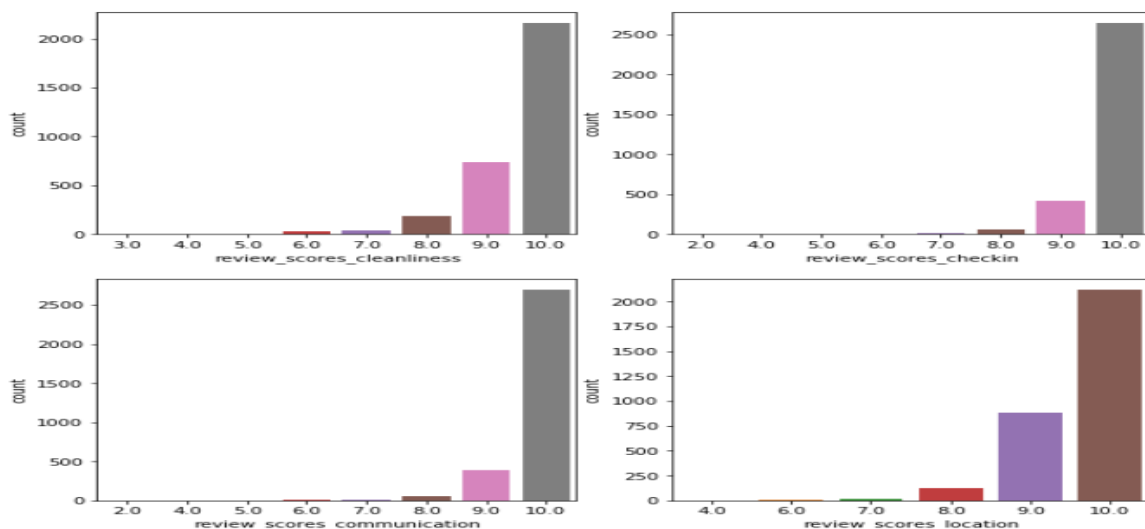 2000
1500
1000
500
0
count
3.0 4.0 5.0 6.0 7.0 8.0 9.0 10.0
review_scores_cleanliness
2500
2000
1500
1000
500
0
count
2.0 4.0 5.0 6.0 7.0 8.0 9.0 10.0
review_scores_checkin
2500
2000
1500
1000
500
0
count
2.0 4.0 5.0 6.0 7.0 8.0 9.0 10.0
review_scores_communication
2000
1750
1500
1250
1000
750
500
250
0
count
4.0 6.0 7.0 8.0 9.0 10.0
review_scores_location